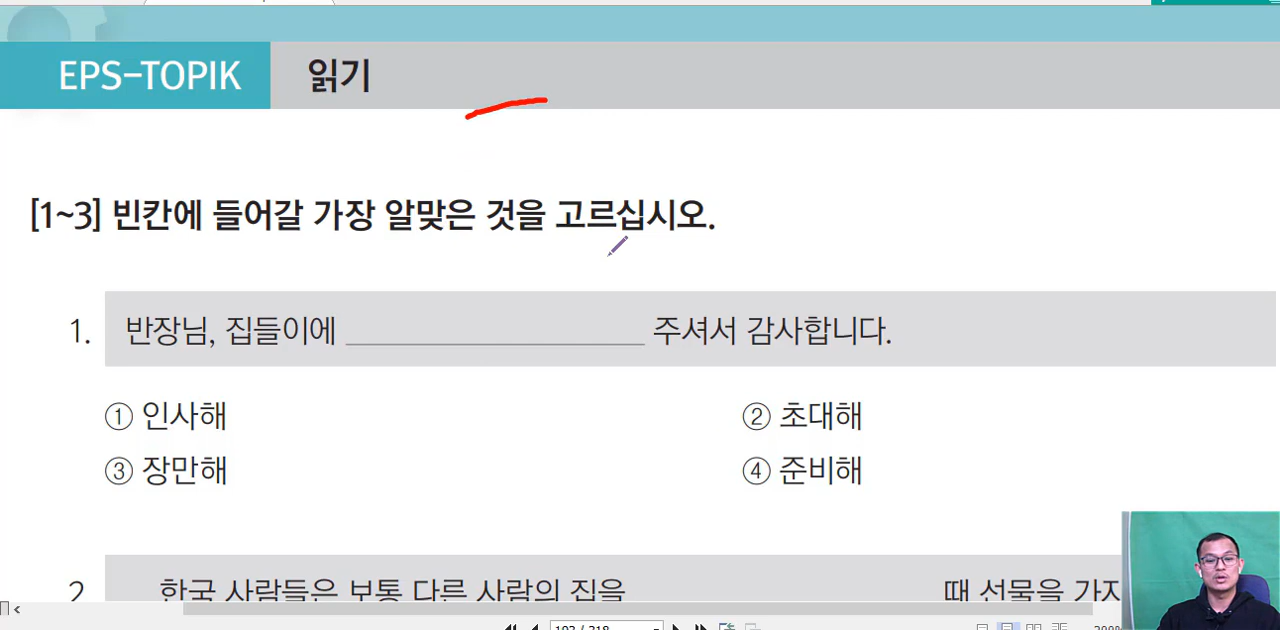 EPS-TOPIK 읽기
[1~3] 빈칸에 들어갈 가장 알맞은 것을 고르십시오.
1. 반장님, 집들이에 ____________ 주셔서 감사합니다.
① 인사해 ② 초대해
③ 장만해 ④ 준비해
2 한국 사람들은 보통 다른 사람의 집을 때 선물을
193 / 318
200%